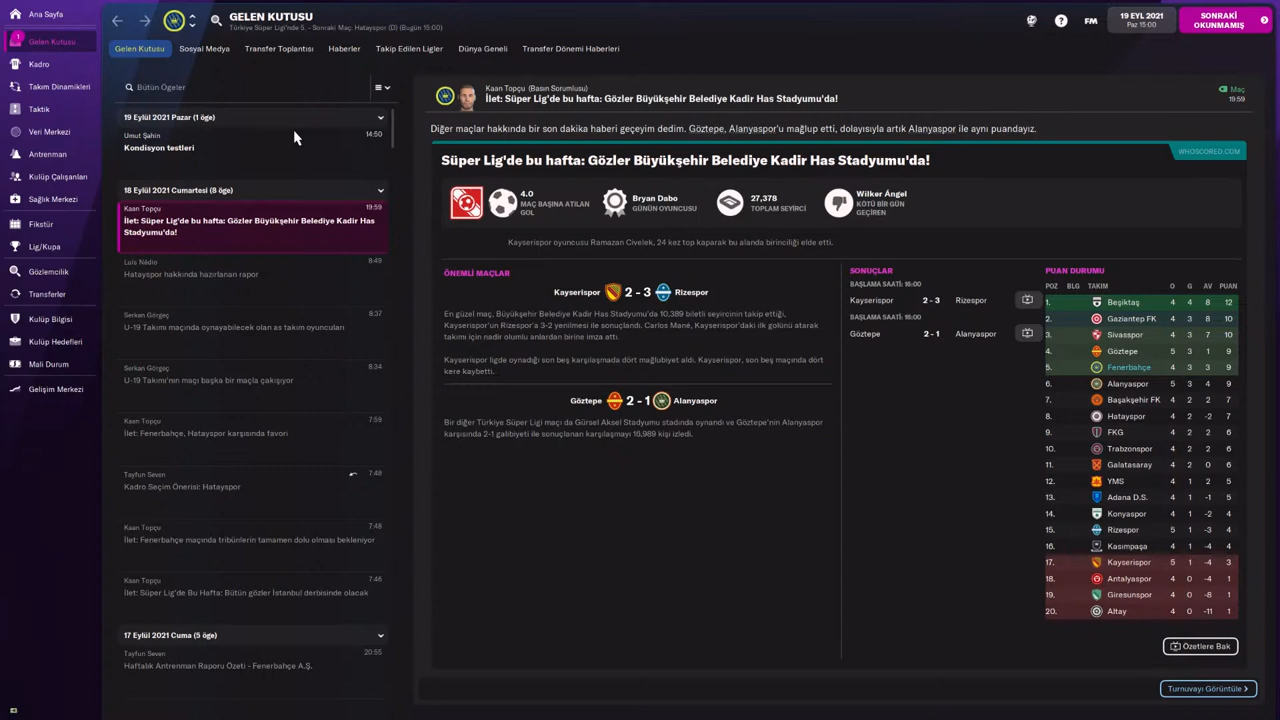 Ana Sayfa
1
Gelen Kutusu
Kadro
Takım Dinamikleri
Taktik
Veri Merkezi
Antrenman
Kulüp Çalışanları
Sağlık Merkezi
Fikstür
Lig/Kupa
Gözlemcilik
Transferler
Kulüp Bilgisi
Kulüp Hedefleri
Mali Durum
Gelişim Merkezi
GELEN KUTUSU
Türkiye Süper Ligi'nde 5. - Sonraki Maç: Hatayspor (D) (Bugün 15:00)
FM
19 EYL 2021
Paz 15:00
SONRAKİ
OKUNMAMIŞ
Gelen Kutusu Sosyal Medya Transfer Toplantısı Haberler Takip Edilen Ligler Dünya Geneli Transfer Dönemi Haberleri
Bütün Ögeler
19 Eylül 2021 Pazar (1 öge)
Umut Şahin 14:50
Kondisyon testleri
18 Eylül 2021 Cumartesi (8 öge)
Kaan Topçu 19:59
İlet: Süper Lig'de bu hafta: Gözler Büyükşehir Belediye Kadir Has
Stadyumu'da!
Luís Nédio 8:49
Hatayspor hakkında hazırlanan rapor
Serkan Görgeç 8:37
U-19 Takımı maçında oynayabilecek olan as takım oyuncuları
Serkan Görgeç 8:34
U-19 Takımı'nın maçı başka bir maçla çakışıyor
Kaan Topçu 7:59
İlet: Fenerbahçe, Hatayspor karşısında favori
Tayfun Seven 7:48
Kadro Seçim Önerisi: Hatayspor
Kaan Topçu 7:48
İlet: Fenerbahçe maçında tribünlerin tamamen dolu olması bekleniyor
Kaan Topçu 7:46
İlet: Süper Lig'de Bu Hafta: Bütün gözler İstanbul derbisinde olacak
17 Eylül 2021 Cuma (5 öge)
Tayfun Seven 20:55
Haftalık Antrenman Raporu Özeti - Fenerbahçe A.Ş.
Kaan Topçu (Basın Sorumlusu)
İlet: Süper Lig'de bu hafta: Gözler Büyükşehir Belediye Kadir Has Stadyumu'da!
Maç
19:59
Diğer maçlar hakkında bir son dakika haberi geçeyim dedim. Göztepe, Alanyaspor'u mağlup etti, dolayısıyla artık Alanyaspor ile aynı puandayız.
Süper Lig'de bu hafta: Gözler Büyükşehir Belediye Kadir Has Stadyumu'da!
WHOSCORED.COM
4.0
MAÇ BAŞINA ATILAN
GOL
Bryan Dabo
GÜNÜN OYUNCUSU
27,378
TOPLAM SEYİRCİ
Wilker Ángel
KÖTÜ BİR GÜN
GEÇİREN
Kayserispor oyuncusu Ramazan Civelek, 24 kez top kaparak bu alanda birinciliği elde etti.
ÖNEMLİ MAÇLAR
Kayserispor 2 - 3 Rizespor
En güzel maç, Büyükşehir Belediye Kadir Has Stadyumu'da 10,389 biletli seyircinin takip ettiği,
Kayserispor'un Rizespor'a 3-2 yenilmesi ile sonuçlandı. Carlos Mané, Kayserispor'daki ilk golünü atarak
takımı için nadir olumlu anlardan birine imza attı.
Kayserispor ligde oynadığı son beş karşılaşmada dört mağlubiyet aldı. Kayserispor, son beş maçında dört
kere kaybetti.
Göztepe 2 - 1 Alanyaspor
Bir diğer Türkiye Süper Ligi maçı da Gürsel Aksel Stadyumu stadında oynandı ve Göztepe'nin Alanyaspor
karşısında 2-1 galibiyeti ile sonuçlanan karşılaşmayı 16,989 kişi izledi.
SONUÇLAR
BAŞLAMA SAATİ: 16:00
Kayserispor 2 - 3 Rizespor
BAŞLAMA SAATİ: 18:00
Göztepe 2 - 1 Alanyaspor
PUAN DURUMU
POZ BLG TAKIM O G AV PUAN
1. Beşiktaş 4 4 8 12
2. Gaziantep FK 4 3 8 10
3. Sivasspor 4 3 7 10
4. Göztepe 5 3 1 9
5. Fenerbahçe 4 3 3 9
6. Alanyaspor 5 3 4 9
7. Başakşehir FK 4 2 2 7
8. Hatayspor 4 2 -2 7
9. FKG 4 2 2 6
10. Trabzonspor 4 2 2 6
11. Galatasaray 4 2 0 6
12. YMS 4 1 2 5
13. Adana D.S. 4 1 -1 5
14. Konyaspor 4 1 -2 4
15. Rizespor 5 1 -3 4
16. Kasımpaşa 4 1 -4 4
17. Kayserispor 5 1 -4 3
18. Antalyaspor 4 0 -4 1
19. Giresunspor 4 0 -8 1
20. Altay 4 0 -11 1
Özetlere Bak
Turnuvayı Görüntüle